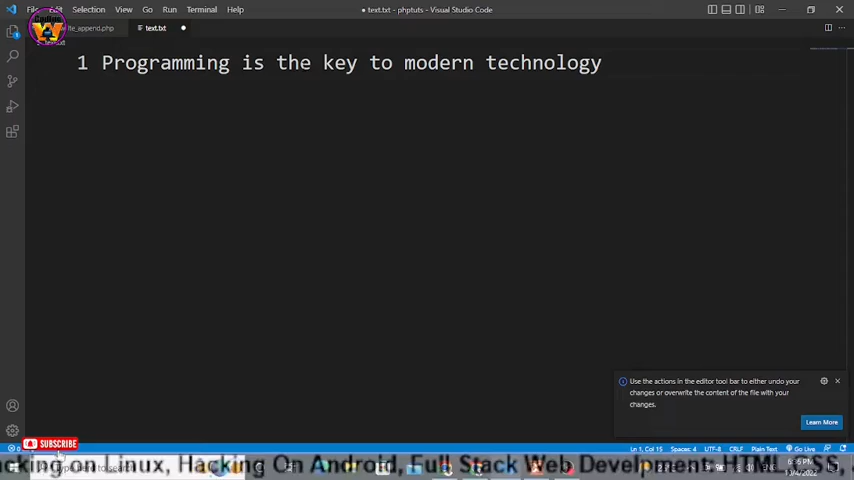 File Edit Selection View Go Run Terminal Help
● text.txt - phptuts - Visual Studio Code
text.txt
1 Programming is the key to modern technology
Use the actions in the editor tool bar to either undo your
changes or overwrite the content of the file with your
changes.
Learn More
SUBSCRIBE
Ln 1, Col 15 Spaces: 4 UTF-8 CRLF Plain Text Go Live
on Linux, Hacking On Android, Full Stack Web Develpment HTML, CSS,